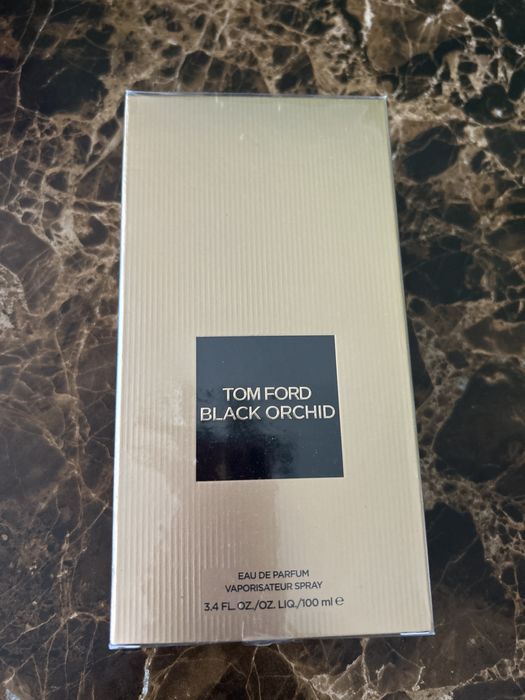 TOM FORD
BLACK ORCHID
EAU DE PARFUM
VAPORISATEUR SPRAY
3.4 FL. OZ./OZ. LIQ./100 ml ℮